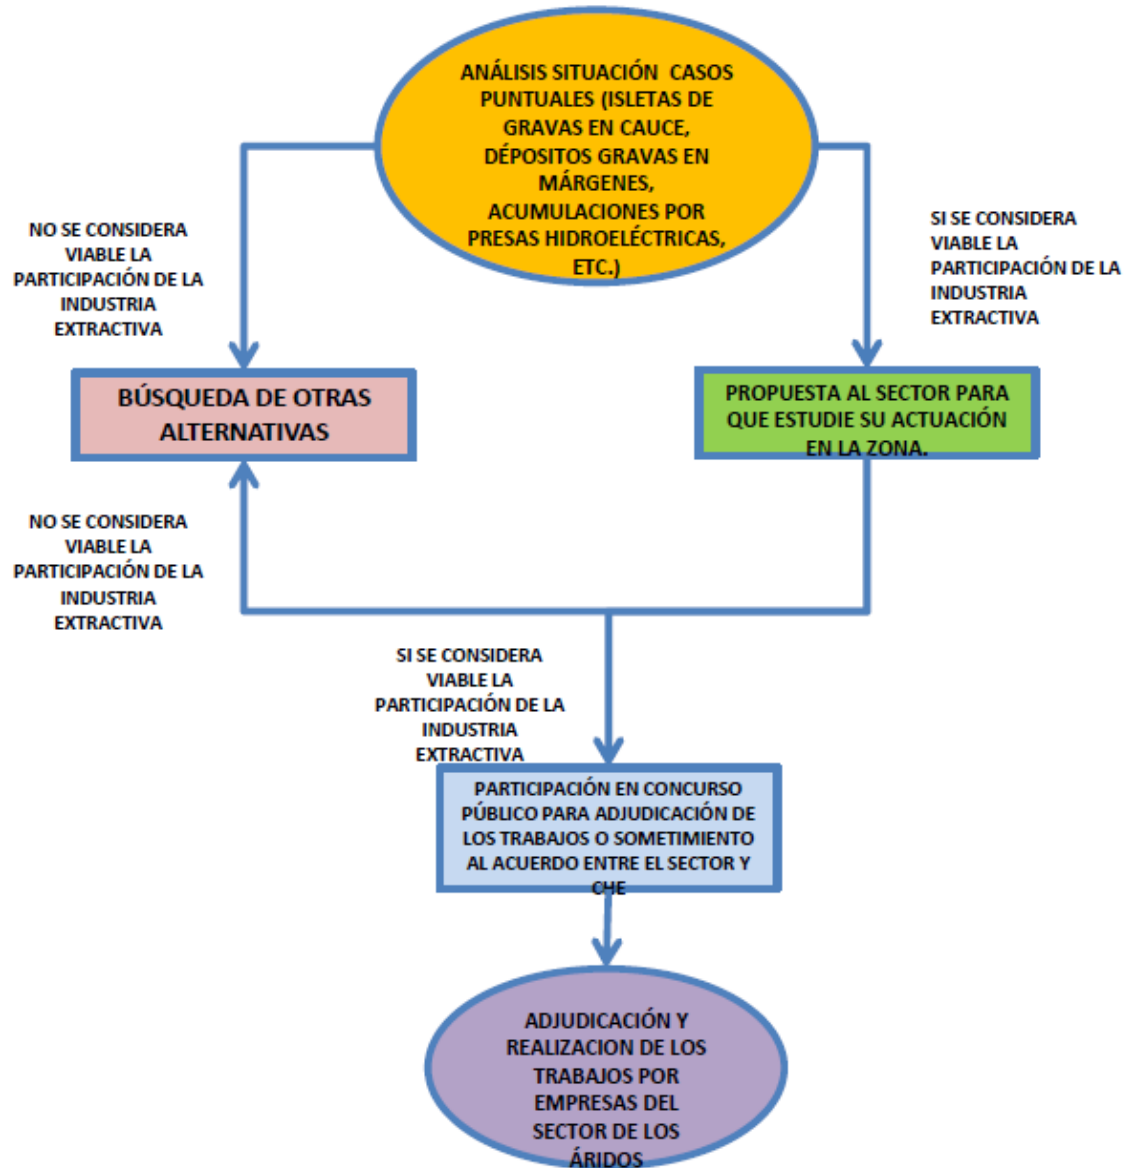 ANÁLISIS SITUACIÓN CASOS
PUNTUALES (ISLETAS DE
GRAVAS EN CAUCE,
DÉPOSITOS GRAVAS EN
MÁRGENES,
ACUMULACIONES POR
PRESAS HIDROELÉCTRICAS,
ETC.)
NO SE CONSIDERA
VIABLE LA
PARTICIPACIÓN DE LA
INDUSTRIA
EXTRACTIVA
SI SE CONSIDERA
VIABLE LA
PARTICIPACIÓN DE LA
INDUSTRIA
EXTRACTIVA
BÚSQUEDA DE OTRAS
ALTERNATIVAS
PROPUESTA AL SECTOR PARA
QUE ESTUDIE SU ACTUACIÓN
EN LA ZONA.
NO SE CONSIDERA
VIABLE LA
PARTICIPACIÓN DE LA
INDUSTRIA
EXTRACTIVA
SI SE CONSIDERA
VIABLE LA
PARTICIPACIÓN DE LA
INDUSTRIA
EXTRACTIVA
PARTICIPACIÓN EN CONCURSO
PÚBLICO PARA ADJUDICACIÓN DE
LOS TRABAJOS O SOMETIMIENTO
AL ACUERDO ENTRE EL SECTOR Y
CHE
ADJUDICACIÓN Y
REALIZACION DE LOS
TRABAJOS POR
EMPRESAS DEL
SECTOR DE LOS
ÁRIDOS